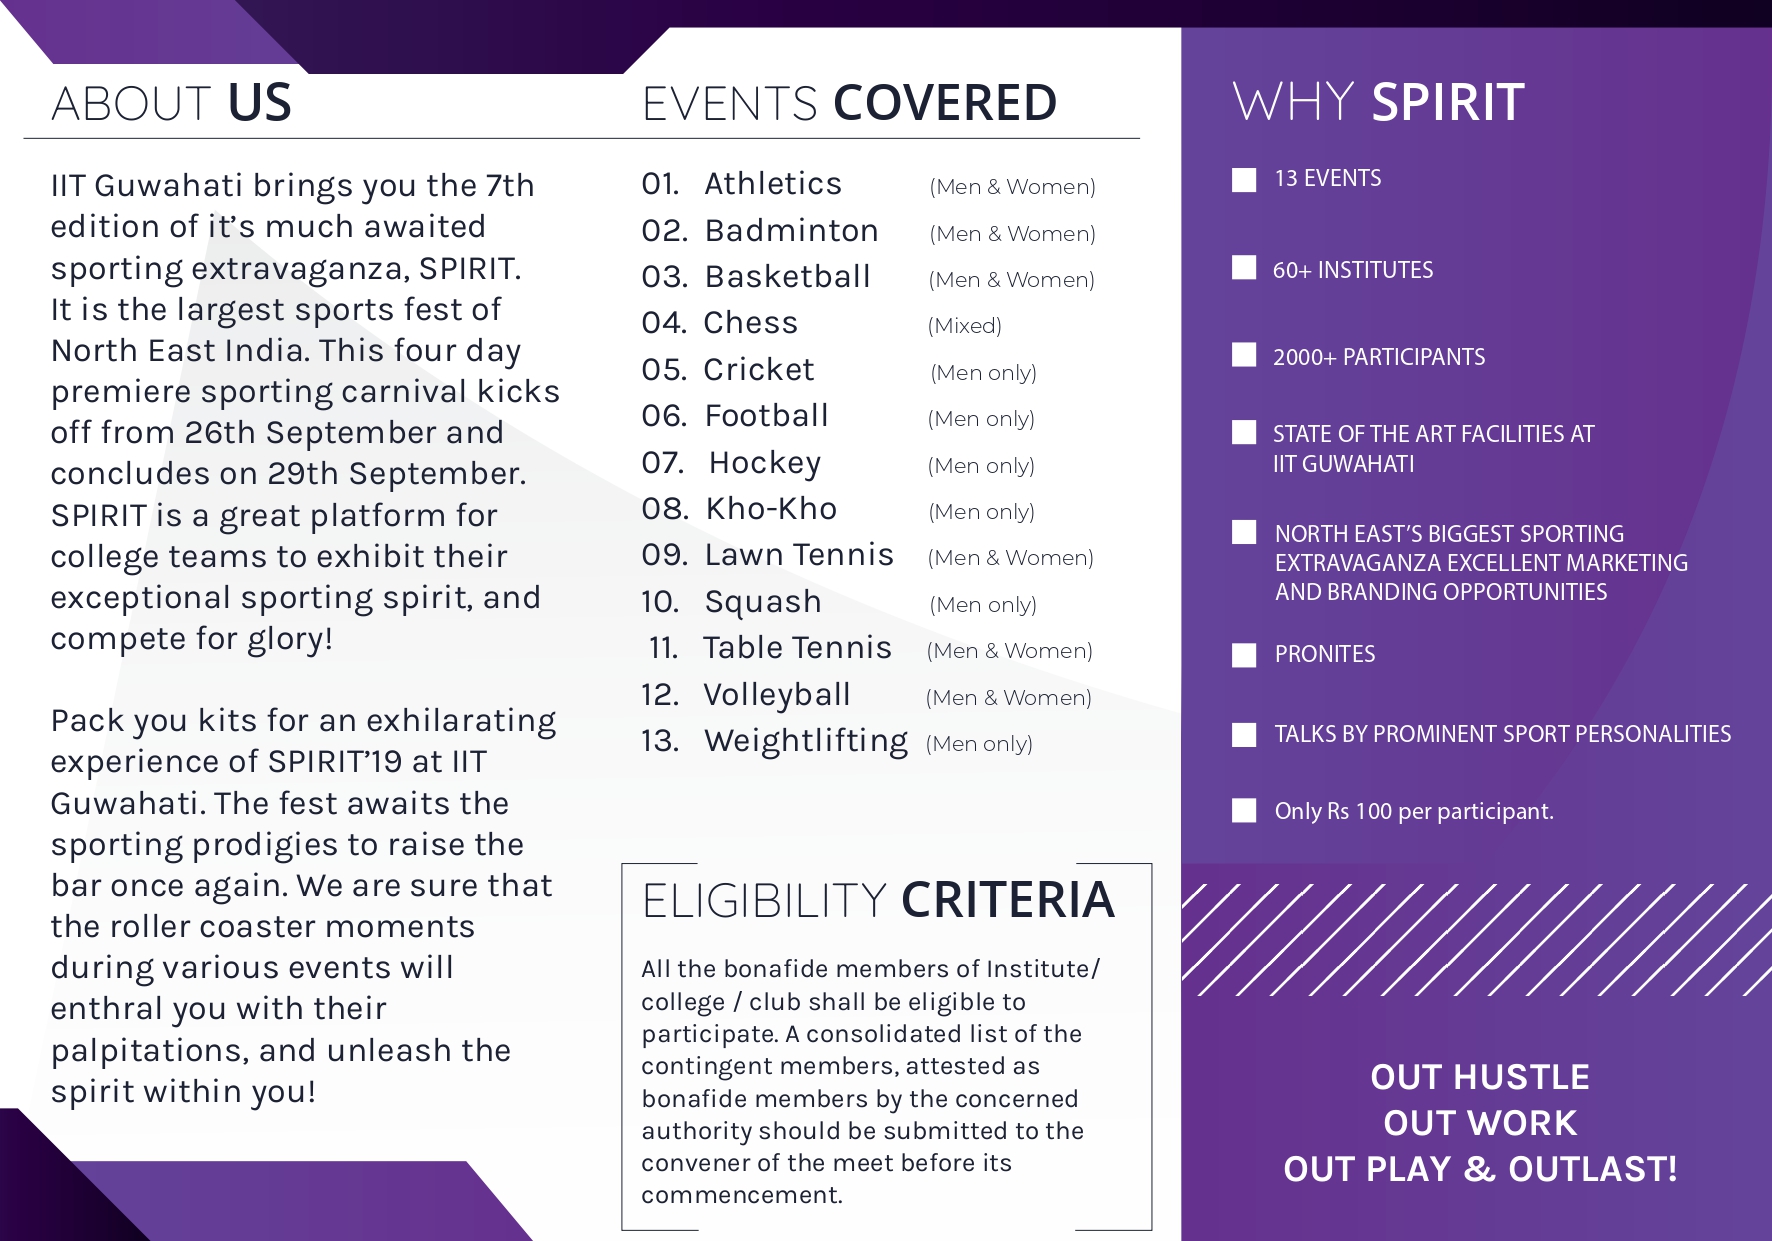 ABOUT US
IIT Guwahati brings you the 7th
edition of it’s much awaited
sporting extravaganza, SPIRIT.
It is the largest sports fest of
North East India. This four day
premiere sporting carnival kicks
off from 26th September and
concludes on 29th September.
SPIRIT is a great platform for
college teams to exhibit their
exceptional sporting spirit, and
compete for glory!
Pack you kits for an exhilarating
experience of SPIRIT’19 at IIT
Guwahati. The fest awaits the
sporting prodigies to raise the
bar once again. We are sure that
the roller coaster moments
during various events will
enthral you with their
palpitations, and unleash the
spirit within you!
EVENTS COVERED
01. Athletics (Men & Women)
02. Badminton (Men & Women)
03. Basketball (Men & Women)
04. Chess (Mixed)
05. Cricket (Men only)
06. Football (Men only)
07. Hockey (Men only)
08. Kho-Kho (Men only)
09. Lawn Tennis (Men & Women)
10. Squash (Men only)
11. Table Tennis (Men & Women)
12. Volleyball (Men & Women)
13. Weightlifting (Men only)
ELIGIBILITY CRITERIA
All the bonafide members of Institute/
college / club shall be eligible to
participate. A consolidated list of the
contingent members, attested as
bonafide members by the concerned
authority should be submitted to the
convener of the meet before its
commencement.
WHY SPIRIT
13 EVENTS
60+ INSTITUTES
2000+ PARTICIPANTS
STATE OF THE ART FACILITIES AT
IIT GUWAHATI
NORTH EAST’S BIGGEST SPORTING
EXTRAVAGANZA EXCELLENT MARKETING
AND BRANDING OPPORTUNITIES
PRONITES
TALKS BY PROMINENT SPORT PERSONALITIES
Only Rs 100 per participant.
OUT HUSTLE
OUT WORK
OUT PLAY & OUTLAST!